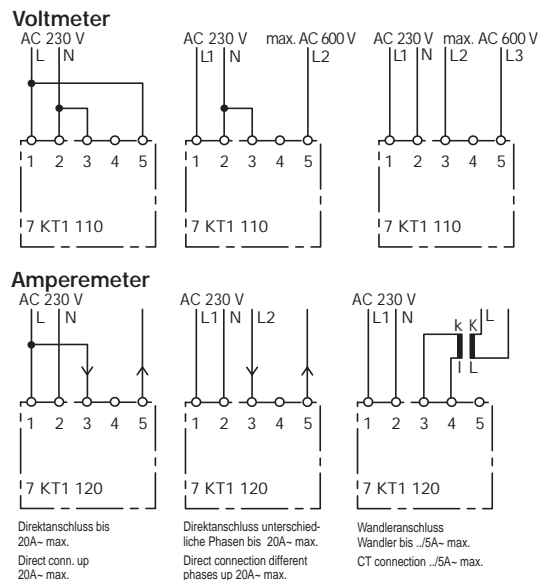 Voltmeter
AC 230 V
L N
AC 230 V max. AC 600 V
L1 N L2
AC 230 V max. AC 600 V
L1 N L2 L3
1 2 3 4 5
1 2 3 4 5
1 2 3 4 5
7 KT1 110
7 KT1 110
7 KT1 110
Amperemeter
AC 230 V
L N
AC 230 V
L1 N L2
AC 230 V
L1 N
L
k K
l L
1 2 3 4 5
1 2 3 4 5
1 2 3 4 5
7 KT1 120
7 KT1 120
7 KT1 120
Direktanschluss bis
20A~ max.
Direct conn. up
20A~ max.
Direktanschluss unterschied-
liche Phasen bis 20A~ max.
Direct connection different
phases up 20A~ max.
Wandleranschluss
Wandler bis ../5A~ max.
CT connection ../5A~ max.